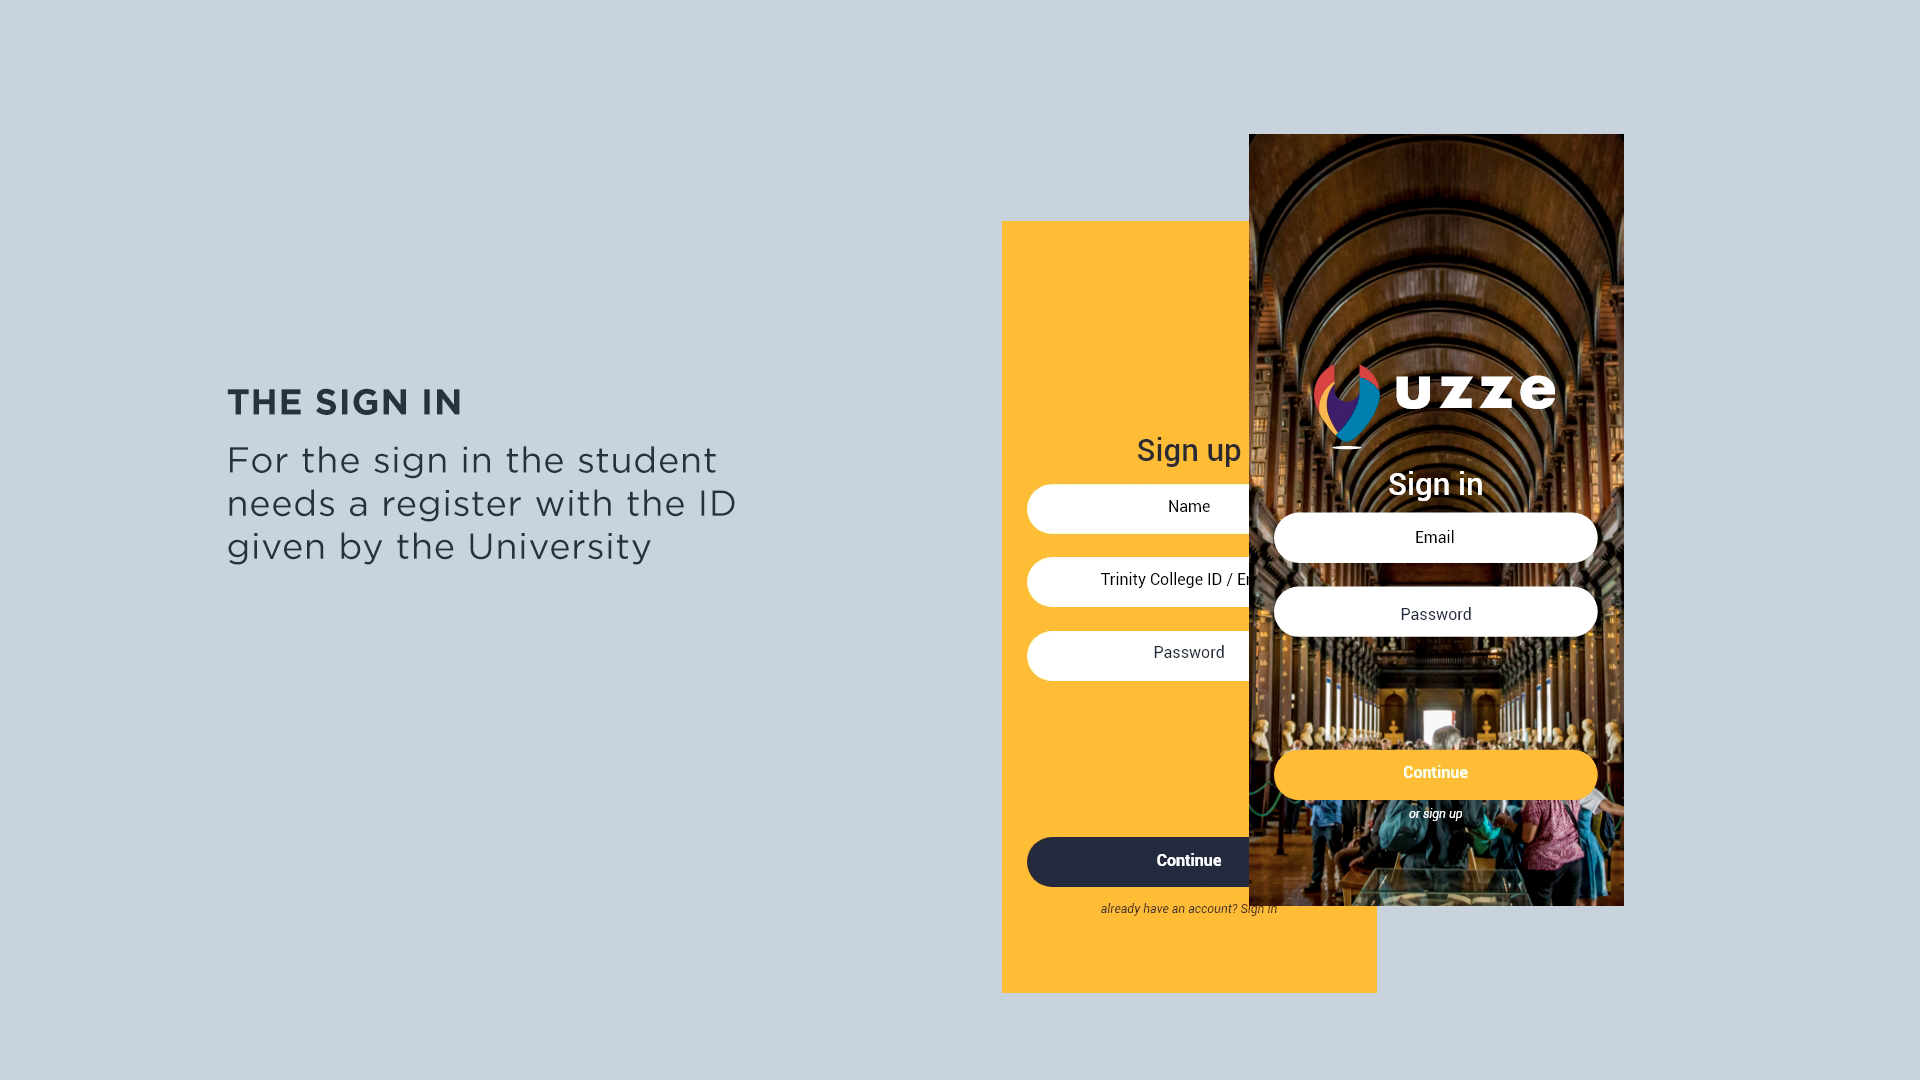 THE SIGN IN
For the sign in the student
needs a register with the ID
given by the University
Sign up
Name
Trinity College ID /
Password
Continue
already have an account? Sign in
uzze
Sign in
Email
Password
Continue
or sign up